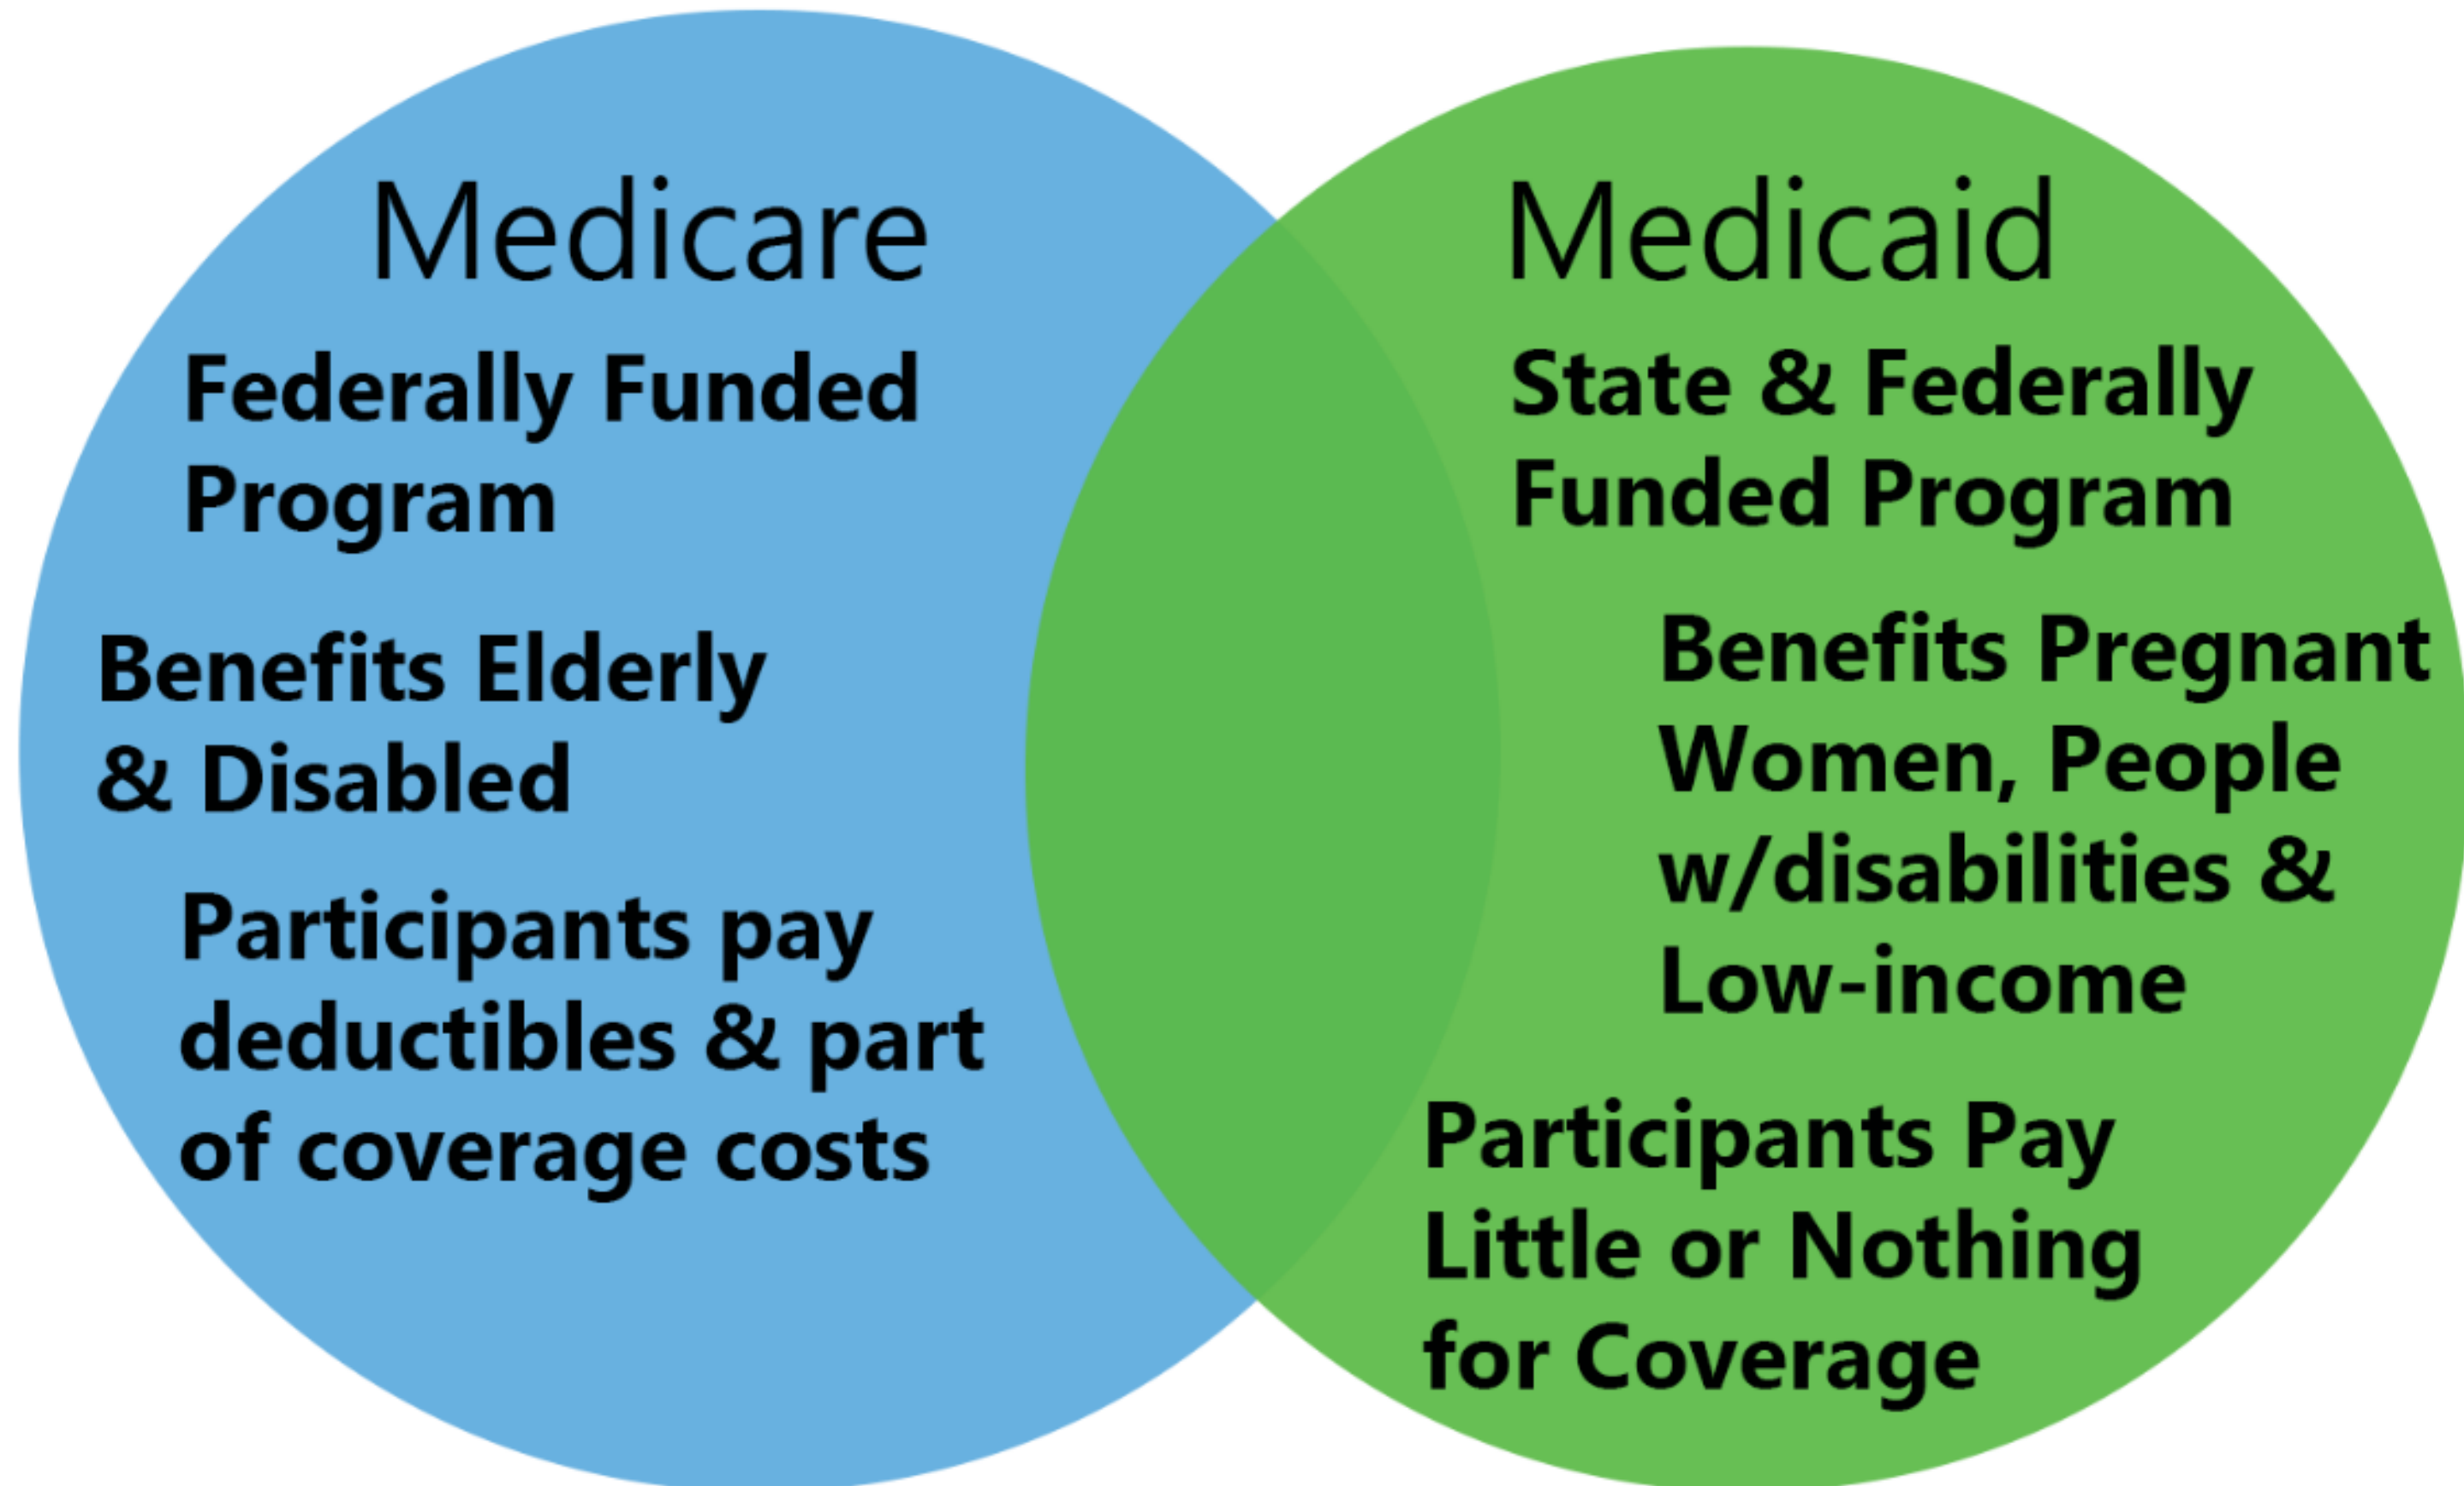 Medicare
Federally Funded
Program
Benefits Elderly
& Disabled
Participants pay
deductibles & part
of coverage costs
Medicaid
State & Federally
Funded Program
Benefits Pregnant
Women, People
w/disabilities &
Low-income
Participants Pay
Little or Nothing
for Coverage